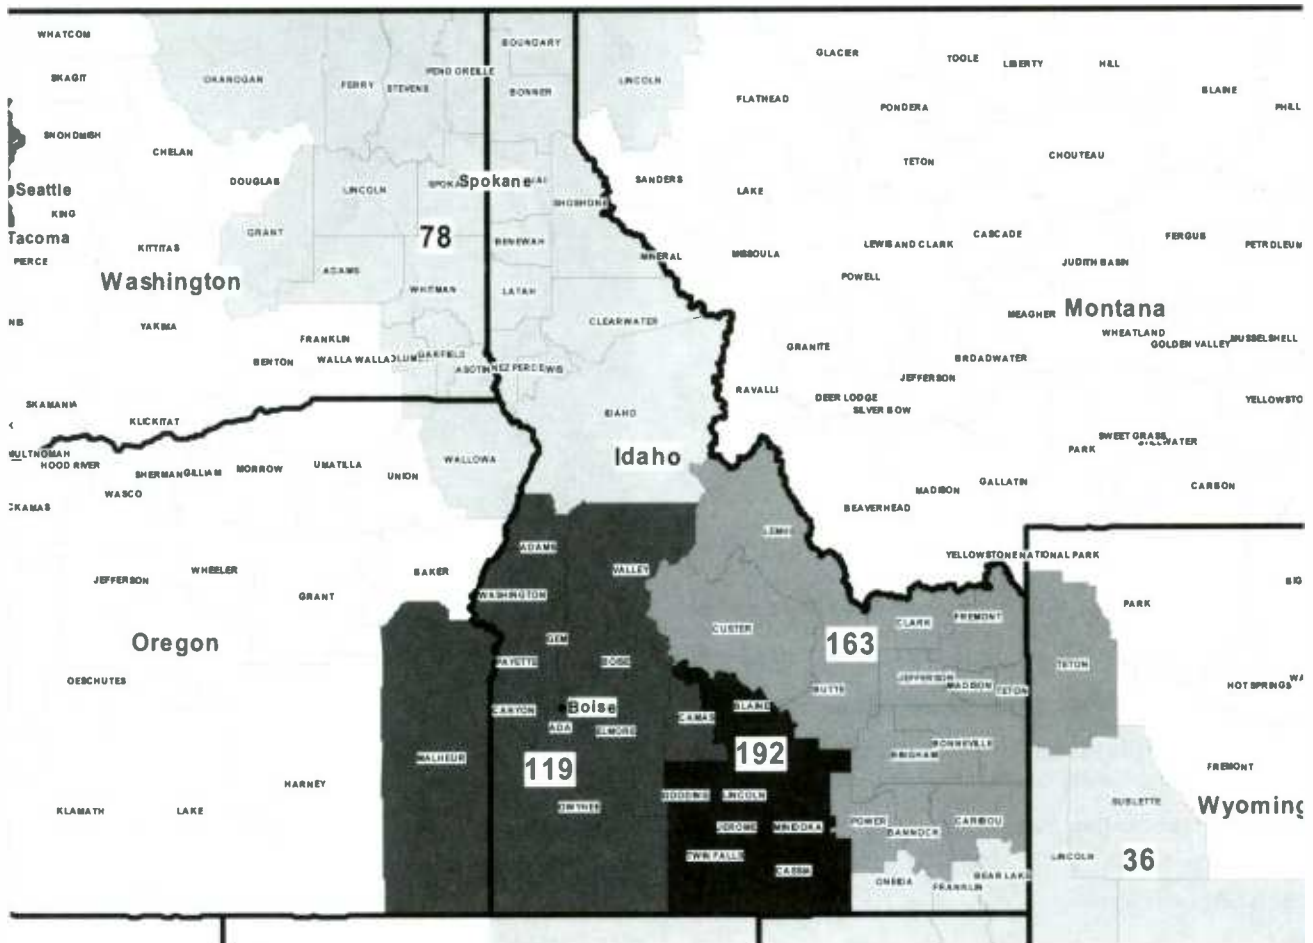 WHATCOM
GLACIER
BOUNDARY
TOOLE
LIBERTY
HILL
SKAGIT
OKANOGAN
FERRY
STEVENS
PEND OREILLE
BONNER
LINCOLN
FLATHEAD
PONDERA
BLAINE
PHILL
SNOHOMISH
CHELAN
TETON
CHOUTEAU
DOUGLAS
LINCOLN
Spokane
SANDERS
LAKE
Seattle
KING
SHOSHONE
Tacoma
GRANT
78
BENEWAH
KITTITAS
LEWIS AND CLARK
CASCADE
FERGUS
PETROLEUM
PIERCE
MINERAL
MISSOULA
JUDITH BASIN
ADAMS
POWELL
Washington
WHITMAN
LATAH
Montana
MEAGHER
YAKIMA
CLEARWATER
WHEATLAND
FRANKLIN
GRANITE
GOLDEN VALLEY
MUSSELSHELL
BENTON
WALLA WALLA
GARFIELD
ASOTIN
NEZ PERCE
BROADWATER
JEFFERSON
RAVALLI
DEER LODGE
SILVER BOW
YELLOWSTO
SKAMANIA
KLICKITAT
IDAHO
MULTNOMAH
HOOD RIVER
SHERMAN
GILLIAM
MORROW
UMATILLA
UNION
WALLOWA
Idaho
PARK
SWEET GRASS
STILLWATER
WASCO
CKAMAS
MADISON
GALLATIN
CARBON
BEAVERHEAD
LEMHI
ADAMS
YELLOWSTONE NATIONAL PARK
JEFFERSON
WHEELER
BAKER
VALLEY
BIG
GRANT
WASHINGTON
PARK
Oregon
GEM
CUSTER
163
CLARK
FREMONT
PAYETTE
BOISE
TETON
DESCHUTES
BUTTE
JEFFERSON
MADISON
TETON
HOT SPRINGS
WA
CANYON
Boise
ADA
ELMORE
CAMAS
BLAINE
MALHEUR
119
192
BINGHAM
BONNEVILLE
HARNEY
FREMONT
KLAMATH
LAKE
OWYHEE
GOODING
LINCOLN
SUBLETTE
Wyoming
JEROME
MINIDOKA
POWER
BANNOCK
CARIBOU
TWIN FALLS
CASSIA
LINCOLN
36
ONEIDA
FRANKLIN
BEAR LAKE